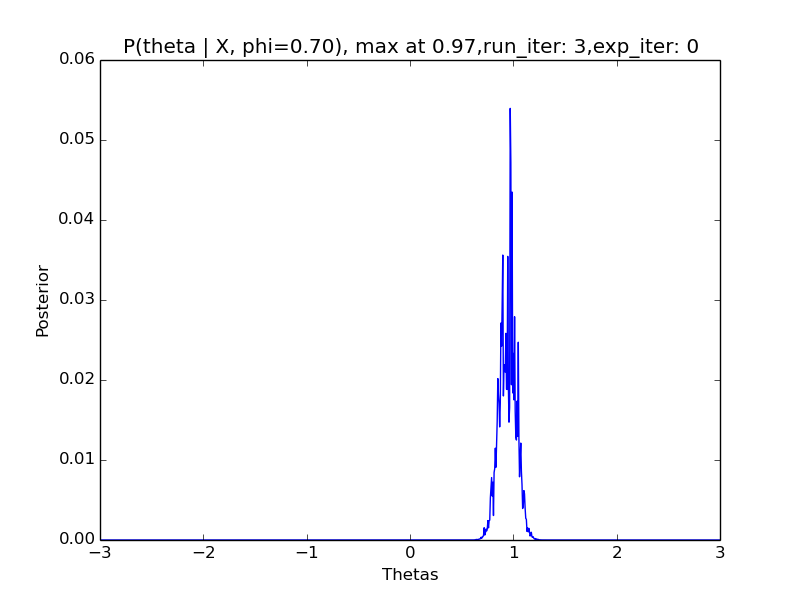 P(theta | X, phi=0.70), max at 0.97,run_iter: 3,exp_iter: 0
0.06
0.05
0.04
0.03
0.02
0.01
0.00
Posterior
−3 −2 −1 0 1 2 3
Thetas